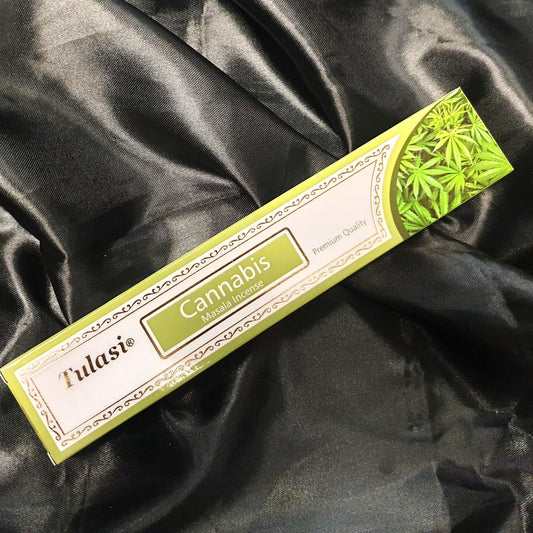 Tulasi®
Cannabis
Masala Incense
Premium Quality